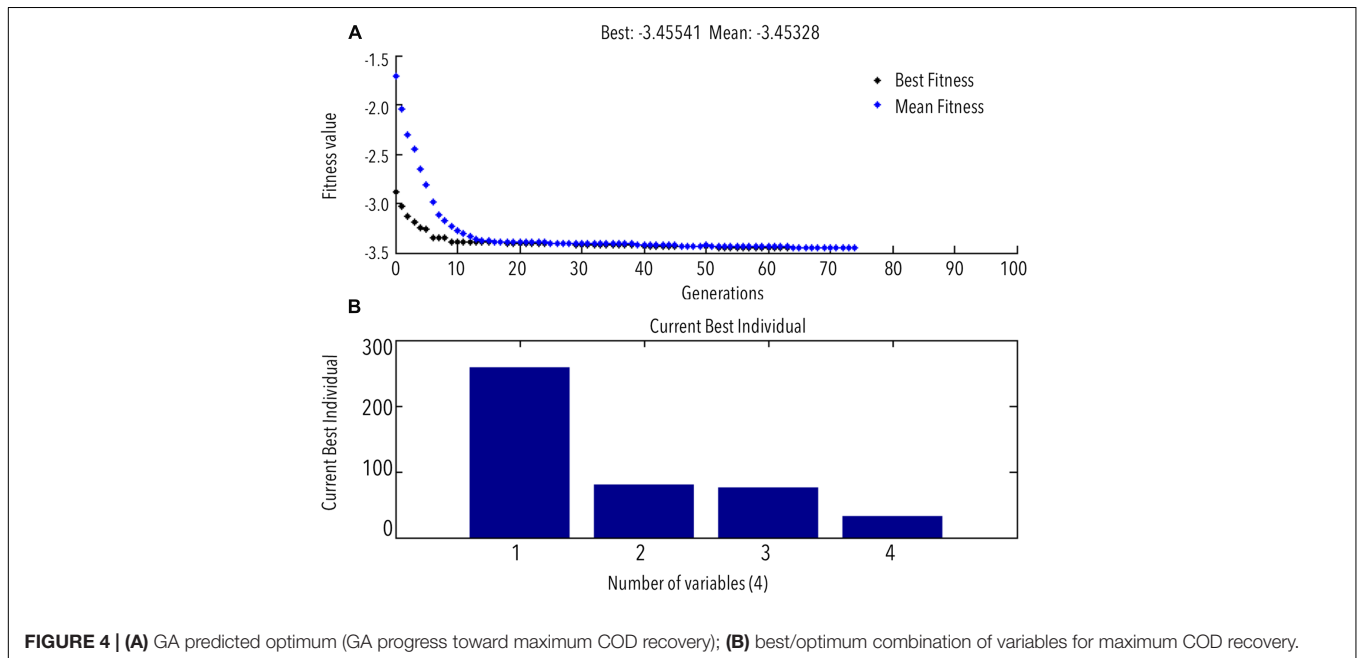 A
Best: -3.45541 Mean: -3.45328
-1.5
-2.0
-2.5
-3.0
-3.5
Fitness value
Best Fitness
Mean Fitness
0 10 20 30 40 50 60 70 80 90 100
Generations
B
Current Best Individual
300
200
100
0
Current Best Individual
1 2 3 4
Number of variables (4)
FIGURE 4 | (A) GA predicted optimum (GA progress toward maximum COD recovery); (B) best/optimum combination of variables for maximum COD recovery.